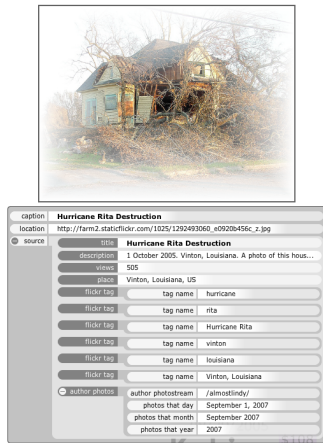 caption Hurricane Rita Destruction
location http://farm2.staticflickr.com/1025/1292493060_e0920b456c_z.jpg
source title Hurricane Rita Destruction
description 1 October 2005. Vinton, Louisiana. A photo of this hous...
views 505
place Vinton, Louisiana, US
flickr tag tag name hurricane
flickr tag tag name rita
flickr tag tag name Hurricane Rita
flickr tag tag name vinton
flickr tag tag name louisiana
flickr tag tag name Vinton, Louisiana
author photos author photostream /almostlindy/
photos that day September 1, 2007
photos that month September 2007
photos that year 2007